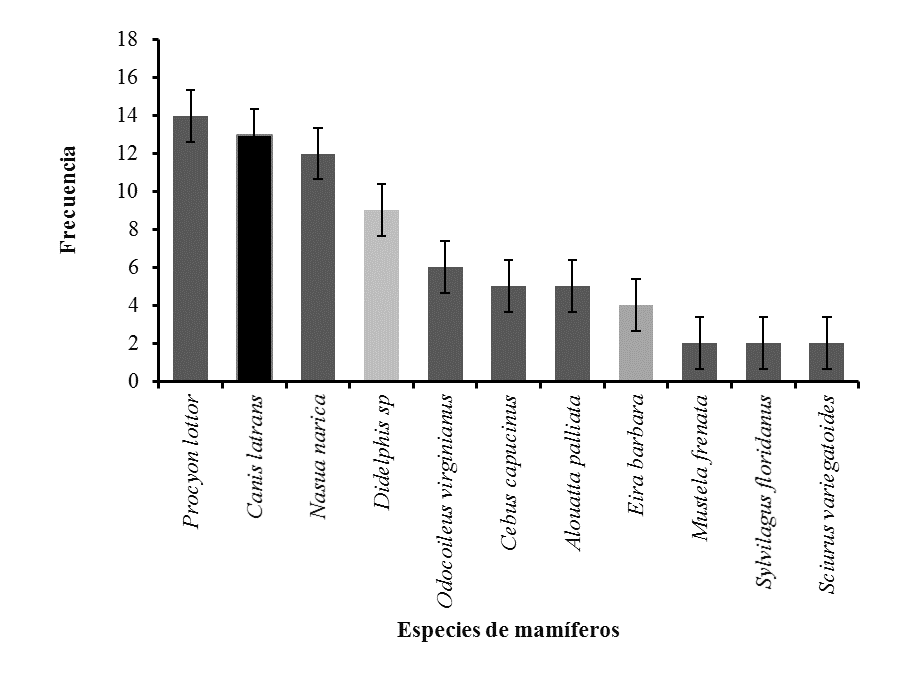 18
16
14
12
10
8
6
4
2
0
Frecuencia
Procyon lottor
Canis latrans
Nasua narica
Didelphis sp
Odocoileus virginianus
Cebus capucinus
Alouatta palliata
Eira barbara
Mustela frenata
Sylvilagus floridanus
Sciurus variegatoides
Especies de mamíferos